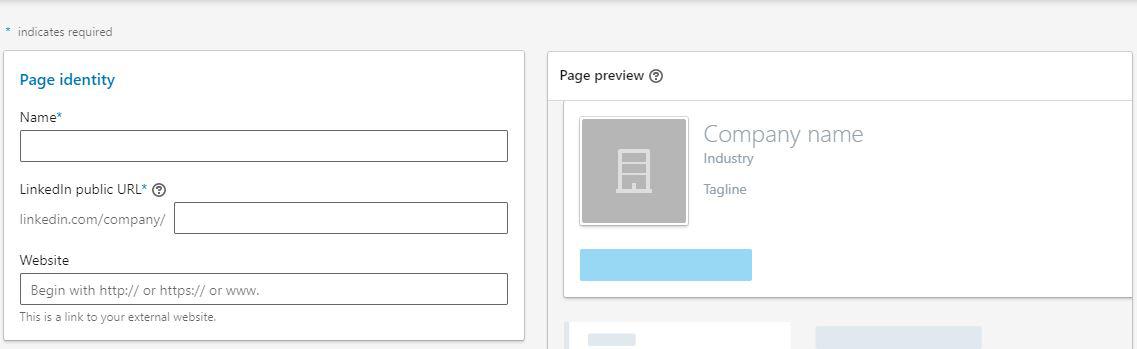 * indicates required
Page identity
Name*
LinkedIn public URL* ?
linkedin.com/company/
Website
Begin with http:// or https:// or www.
This is a link to your external website.
Page preview ?
Company name
Industry
Tagline